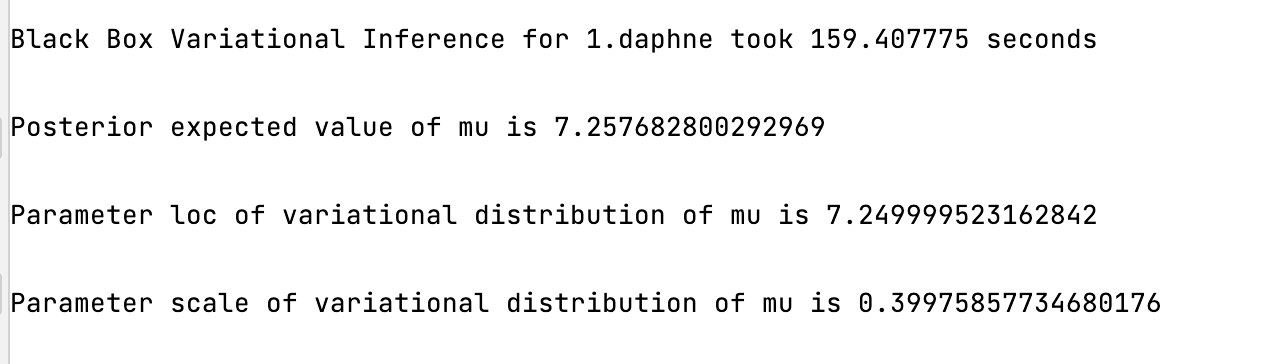 Black Box Variational Inference for 1.daphne took 159.407775 seconds
Posterior expected value of mu is 7.257682800292969
Parameter loc of variational distribution of mu is 7.249999523162842
Parameter scale of variational distribution of mu is 0.39975857734680176